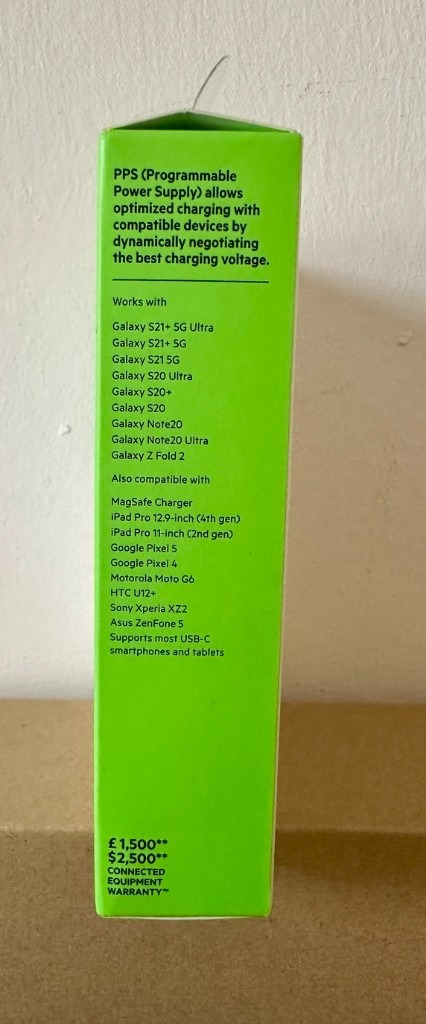 PPS (Programmable
Power Supply) allows
optimized charging with
compatible devices by
dynamically negotiating
the best charging voltage.
Works with
Galaxy S21+ 5G Ultra
Galaxy S21+ 5G
Galaxy S21 5G
Galaxy S20 Ultra
Galaxy S20+
Galaxy S20
Galaxy Note20
Galaxy Note20 Ultra
Galaxy Z Fold 2
Also compatible with
MagSafe Charger
iPad Pro 12.9-inch (4th gen)
iPad Pro 11-inch (2nd gen)
Google Pixel 5
Google Pixel 4
Motorola Moto G6
HTC U12+
Sony Xperia XZ2
Asus ZenFone 5
Supports most USB-C
smartphones and tablets
£1,500**
$2,500**
CONNECTED
EQUIPMENT
WARRANTY™